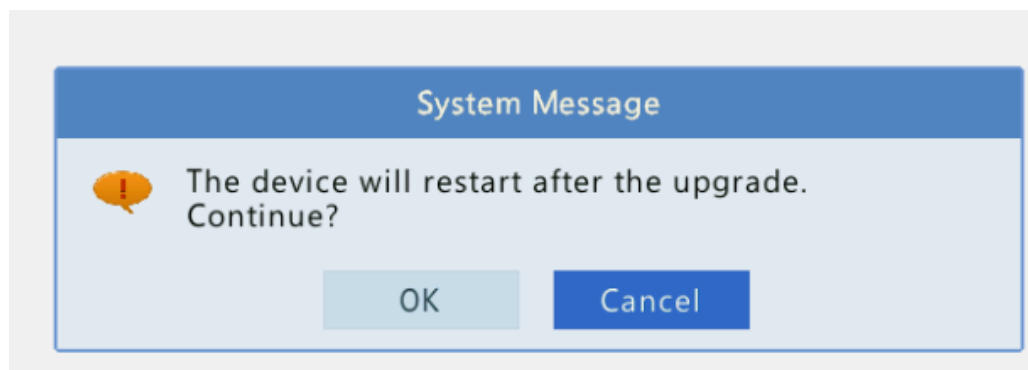 System Message
The device will restart after the upgrade.
Continue?
OK
Cancel